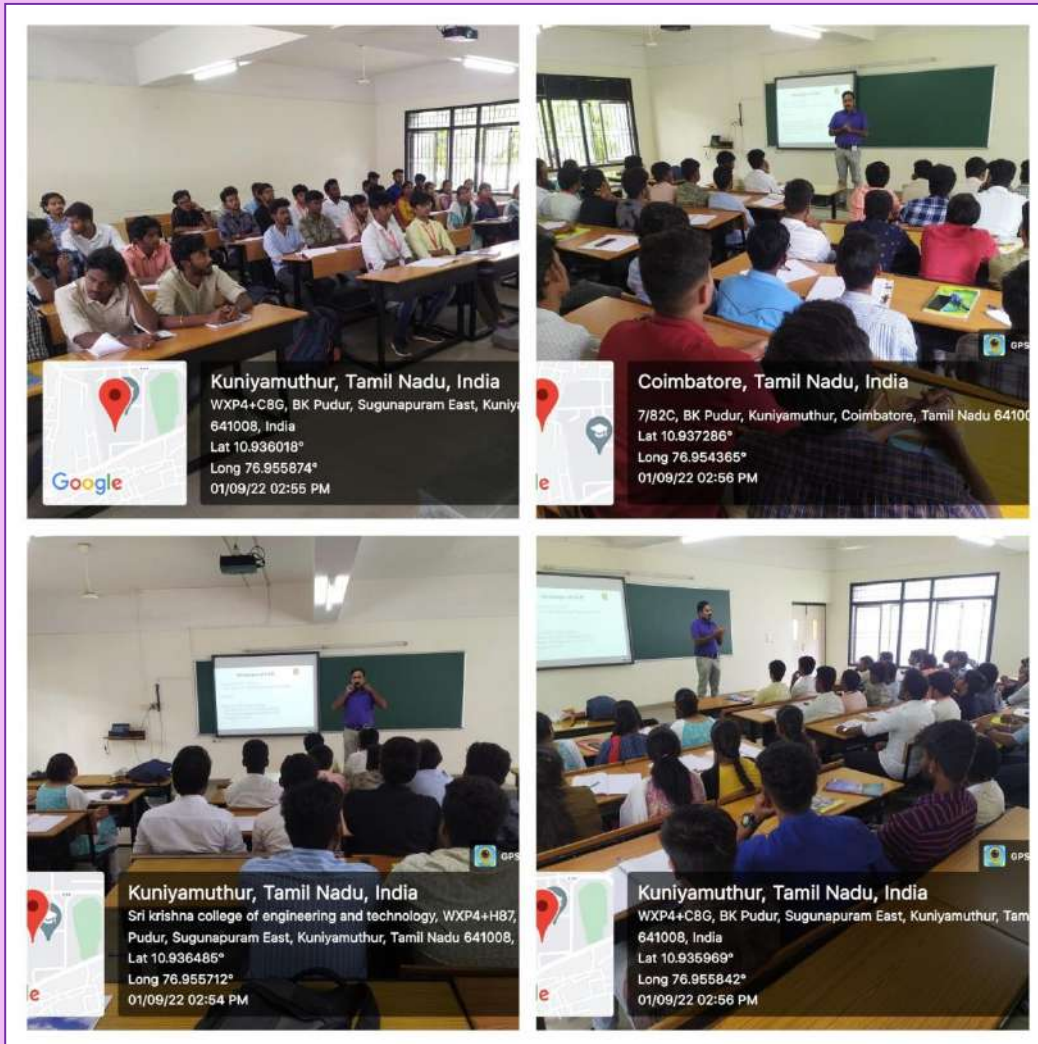 Kuniyamuthur, Tamil Nadu, India
WXP4+C8G, BK Pudur, Sugunapuram East, Kuniya
641008, India
Lat 10.936018°
Long 76.955874°
01/09/22 02:55 PM
Google
GPS
Coimbatore, Tamil Nadu, India
7/82C, BK Pudur, Kuniyamuthur, Coimbatore, Tamil Nadu 64100
Lat 10.937286°
Long 76.954365°
01/09/22 02:56 PM
le
GPS
Kuniyamuthur, Tamil Nadu, India
Sri krishna college of engineering and technology, WXP4+H87,
Pudur, Sugunapuram East, Kuniyamuthur, Tamil Nadu 641008,
Lat 10.936485°
Long 76.955712°
01/09/22 02:54 PM
le
GPS
Kuniyamuthur, Tamil Nadu, India
WXP4+C8G, BK Pudur, Sugunapuram East, Kuniyamuthur, Tam
641008, India
Lat 10.935969°
Long 76.955842°
01/09/22 02:56 PM
le